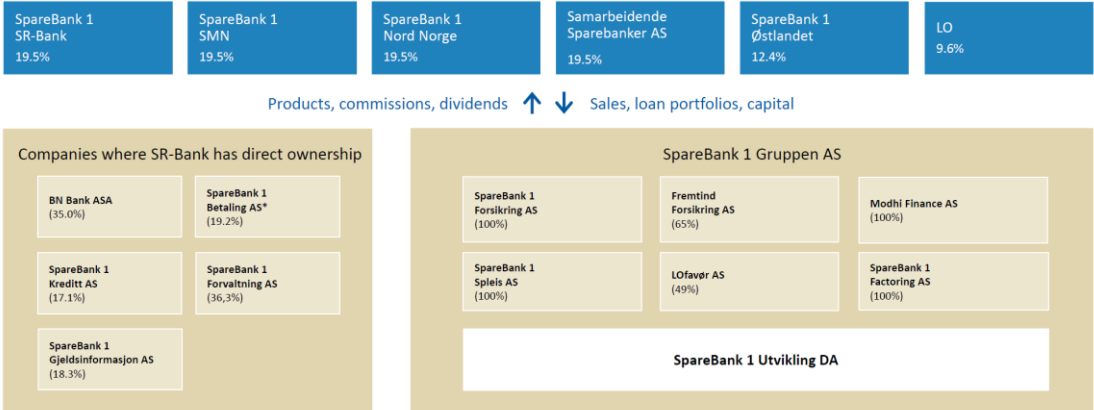 SpareBank 1
SR-Bank
19.5%
SpareBank 1
SMN
19.5%
SpareBank 1
Nord Norge
19.5%
Samarbeidende
Sparebanker AS
19.5%
SpareBank 1
Østlandet
12.4%
LO
9.6%
Products, commissions, dividends
Sales, loan portfolios, capital
Companies where SR-Bank has direct ownership
BN Bank ASA
(35.0%)
SpareBank 1
Betaling AS*
(19.2%)
SpareBank 1
Kreditt AS
(17.1%)
SpareBank 1
Forvaltning AS
(36,3%)
SpareBank 1
Gjeldsinformasjon AS
(18.3%)
SpareBank 1 Gruppen AS
SpareBank 1
Forsikring AS
(100%)
Fremtind
Forsikring AS
(65%)
Modhi Finance AS
(100%)
SpareBank 1
Spleis AS
(100%)
LOfavør AS
(49%)
SpareBank 1
Factoring AS
(100%)
SpareBank 1 Utvikling DA